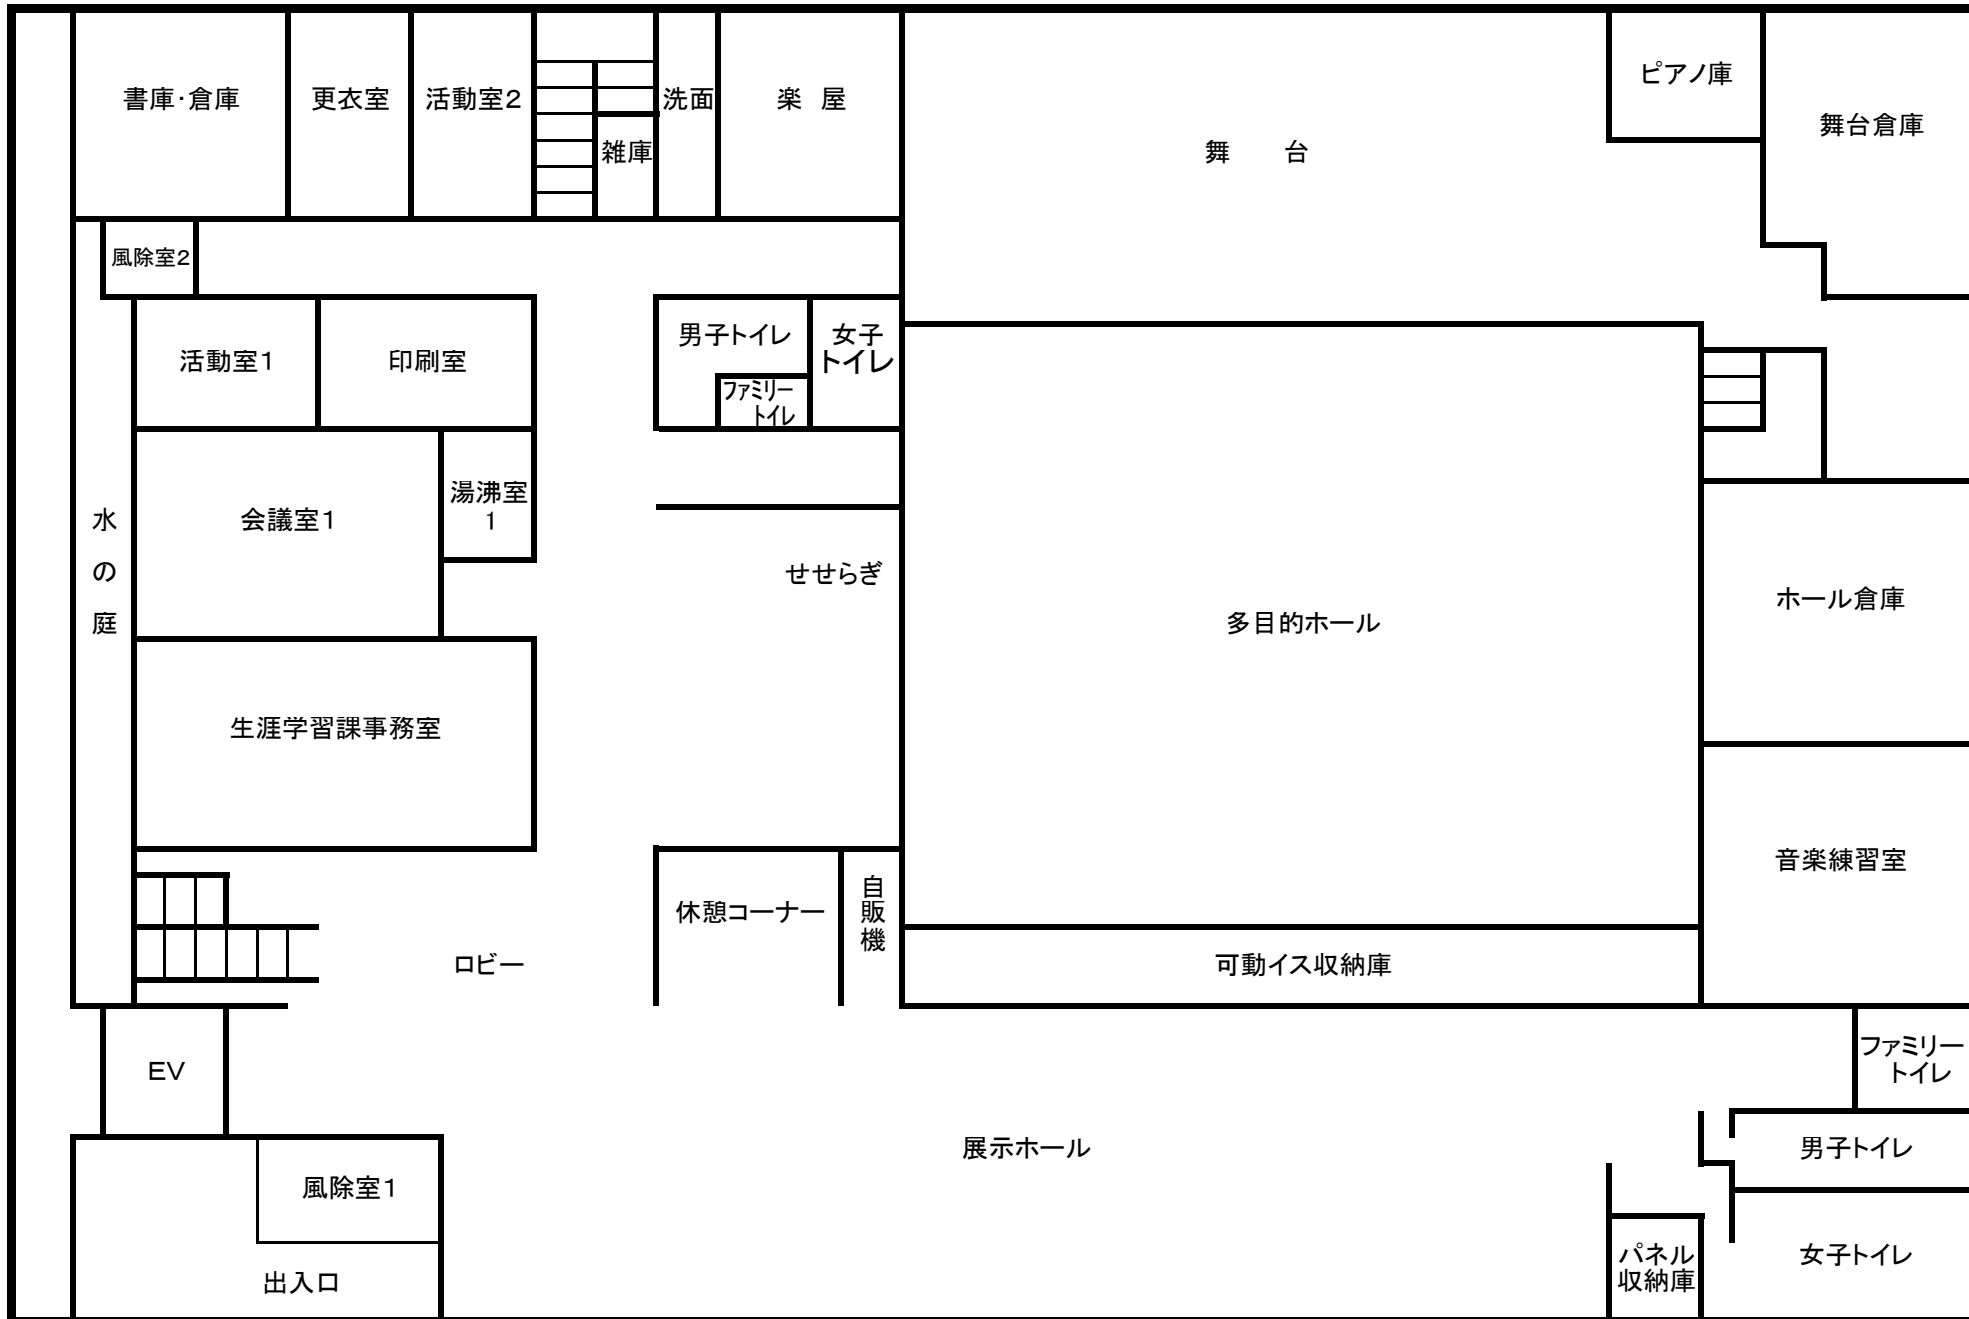 書庫・倉庫
更衣室
活動室2
雑庫
洗面
楽 屋
舞 台
ピアノ庫
舞台倉庫
風除室2
活動室1
印刷室
男子トイレ
ファミリー
トイレ
女子
トイレ
水の庭
会議室1
湯沸室
1
せせらぎ
多目的ホール
ホール倉庫
生涯学習課事務室
音楽練習室
休憩コーナー
自販機
ロビー
可動イス収納庫
EV
ファミリー
トイレ
展示ホール
男子トイレ
風除室1
出入口
パネル
収納庫
女子トイレ